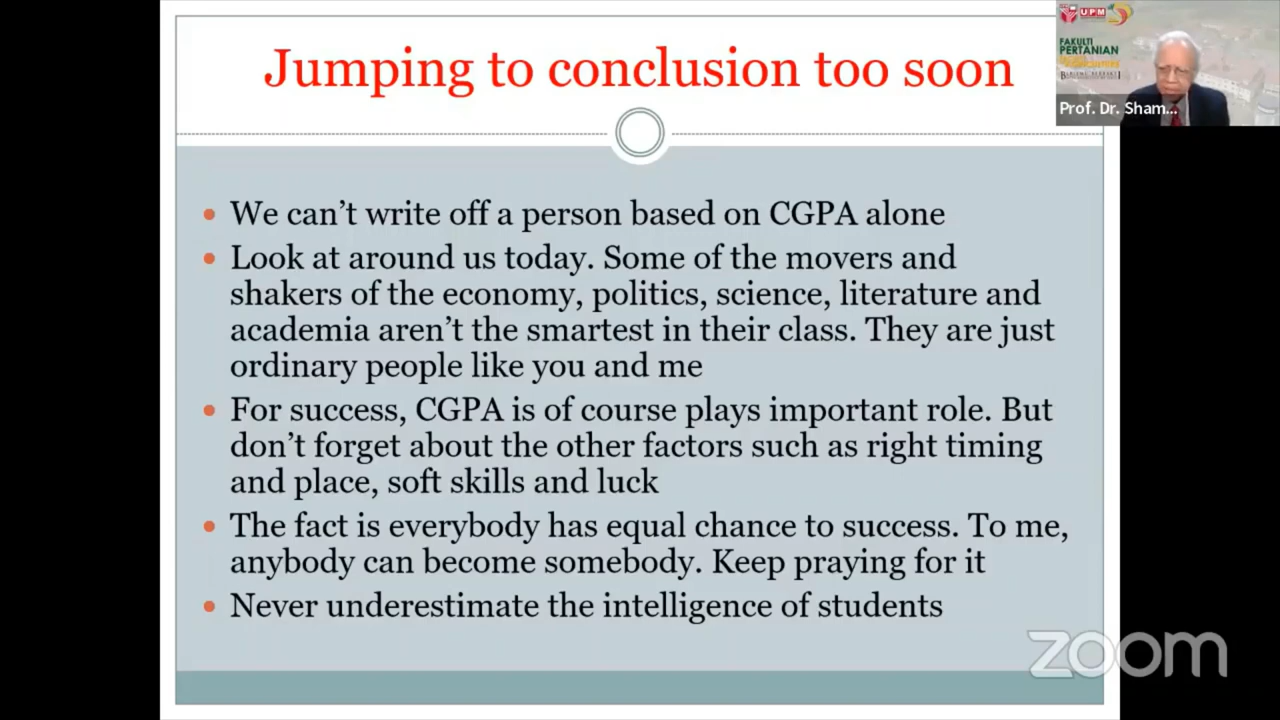 Jumping to conclusion too soon
UPM
FAKULTI
PERTANIAN
Prof. Dr. Sham...
• We can't write off a person based on CGPA alone
• Look at around us today. Some of the movers and
shakers of the economy, politics, science, literature and
academia aren't the smartest in their class. They are just
ordinary people like you and me
• For success, CGPA is of course plays important role. But
don't forget about the other factors such as right timing
and place, soft skills and luck
• The fact is everybody has equal chance to success. To me,
anybody can become somebody. Keep praying for it
• Never underestimate the intelligence of students
zoom